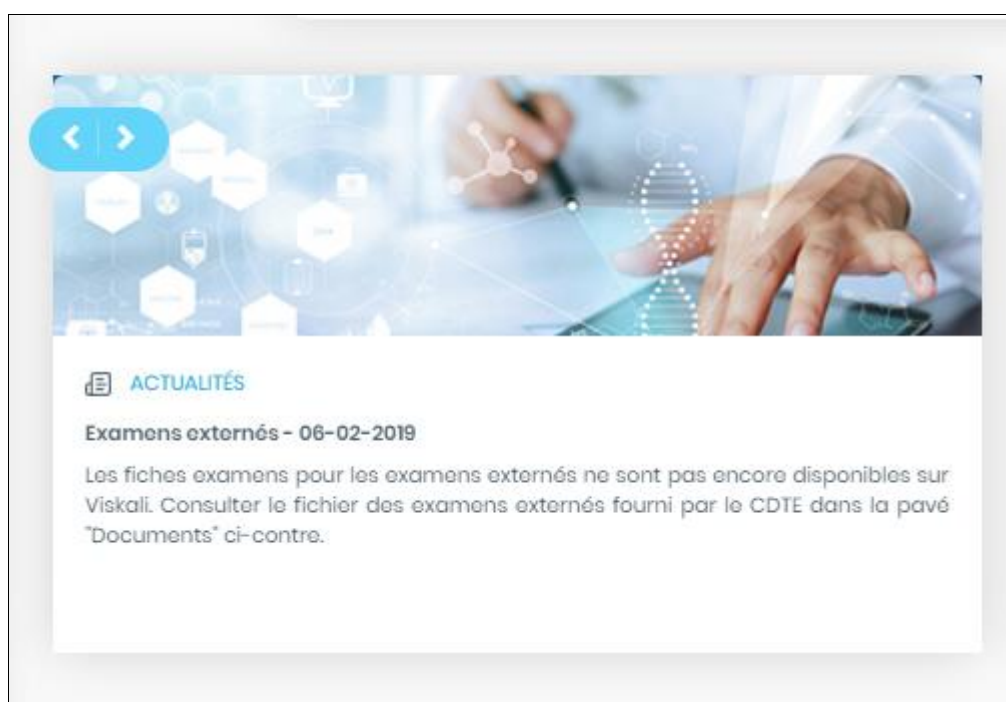 ACTUALITÉS
Examens externés - 06-02-2019
Les fiches examens pour les examens externés ne sont pas encore disponibles sur
Viskali. Consulter le fichier des examens externés fourni par le CDTE dans la pavé
"Documents" ci-contre.